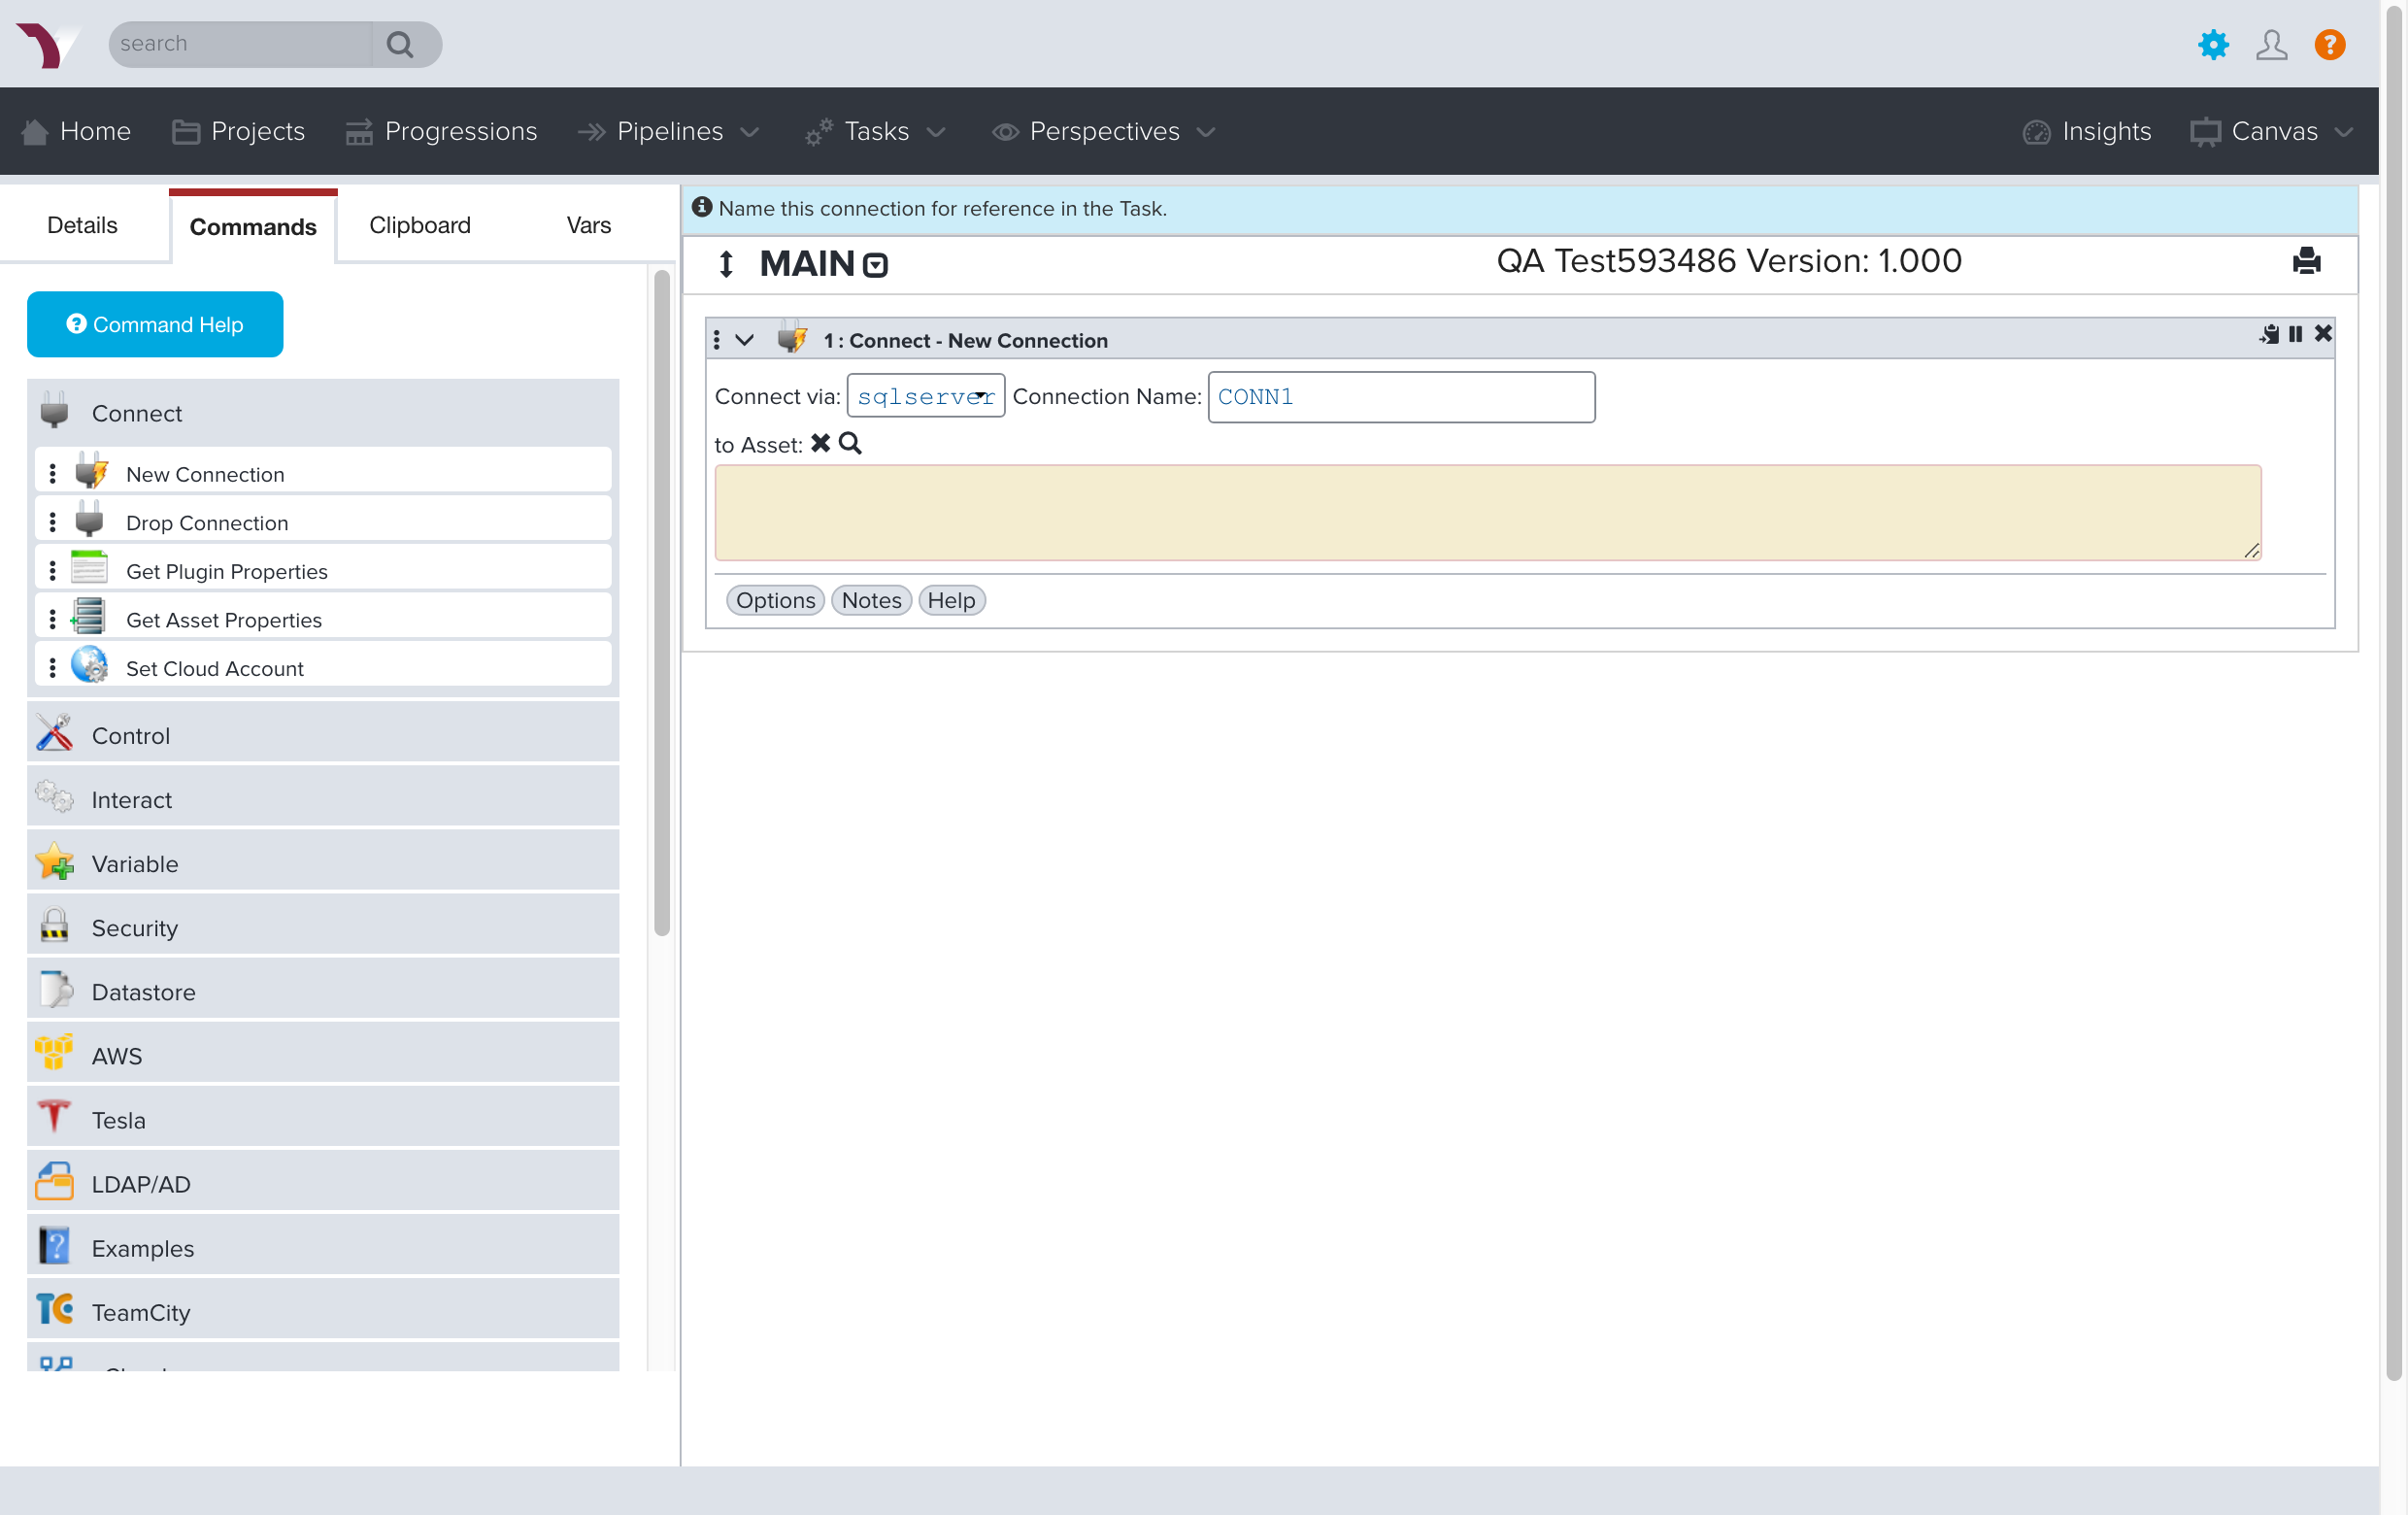 search
Home Projects Progressions Pipelines Tasks Perspectives Insights Canvas
Details Commands Clipboard Vars
Name this connection for reference in the Task.
MAIN QA Test593486 Version: 1.000
Command Help
1 : Connect - New Connection
Connect via: sqlserver Connection Name: CONN1
to Asset:
Options Notes Help
Connect
New Connection
Drop Connection
Get Plugin Properties
Get Asset Properties
Set Cloud Account
Control
Interact
Variable
Security
Datastore
AWS
Tesla
LDAP/AD
Examples
TeamCity